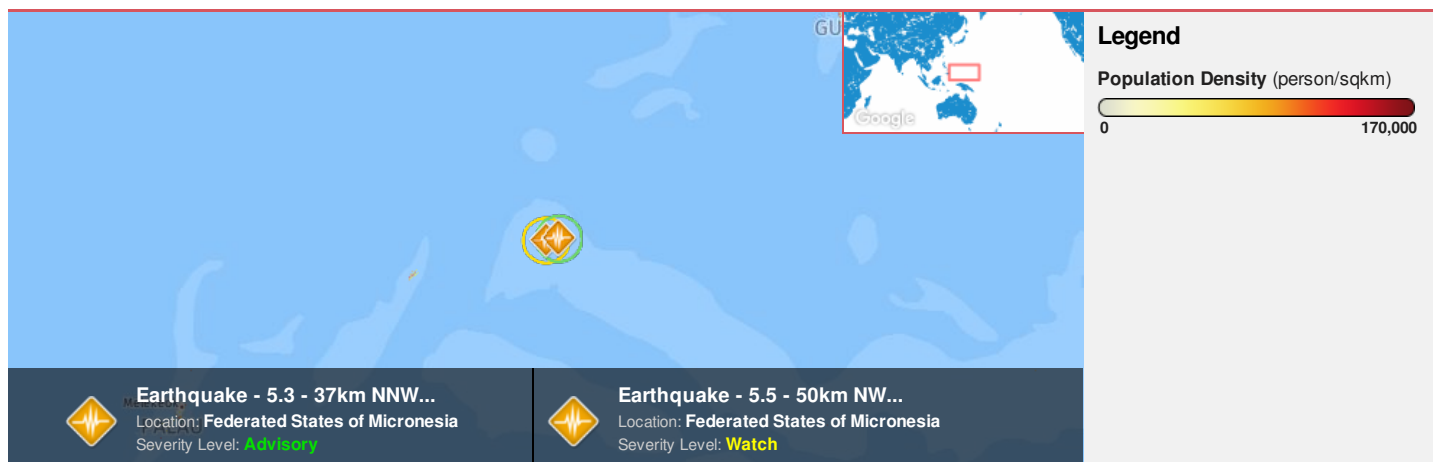 GU
Google
Legend
Population Density (person/sqkm)
0
170,000
Earthquake - 5.3 - 37km NNW...
Location: Federated States of Micronesia
Severity Level: Advisory
Earthquake - 5.5 - 50km NW...
Location: Federated States of Micronesia
Severity Level: Watch